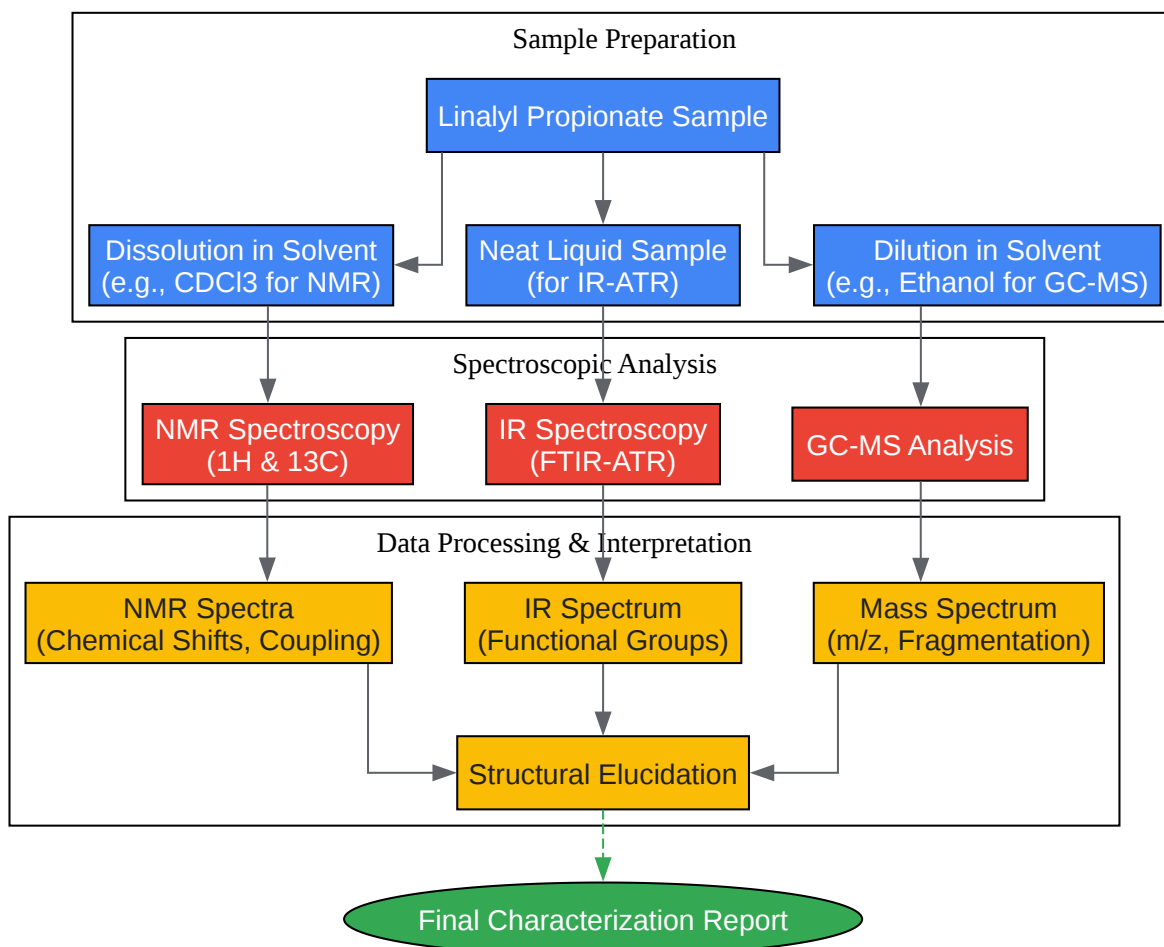 Sample Preparation
Linalyl Propionate Sample
Dissolution in Solvent
(e.g., CDCl3 for NMR)
Neat Liquid Sample
(for IR-ATR)
Dilution in Solvent
(e.g., Ethanol for GC-MS)
Spectroscopic Analysis
NMR Spectroscopy
(1H & 13C)
IR Spectroscopy
(FTIR-ATR)
GC-MS Analysis
Data Processing & Interpretation
NMR Spectra
(Chemical Shifts, Coupling)
IR Spectrum
(Functional Groups)
Mass Spectrum
(m/z, Fragmentation)
Structural Elucidation
Final Characterization Report